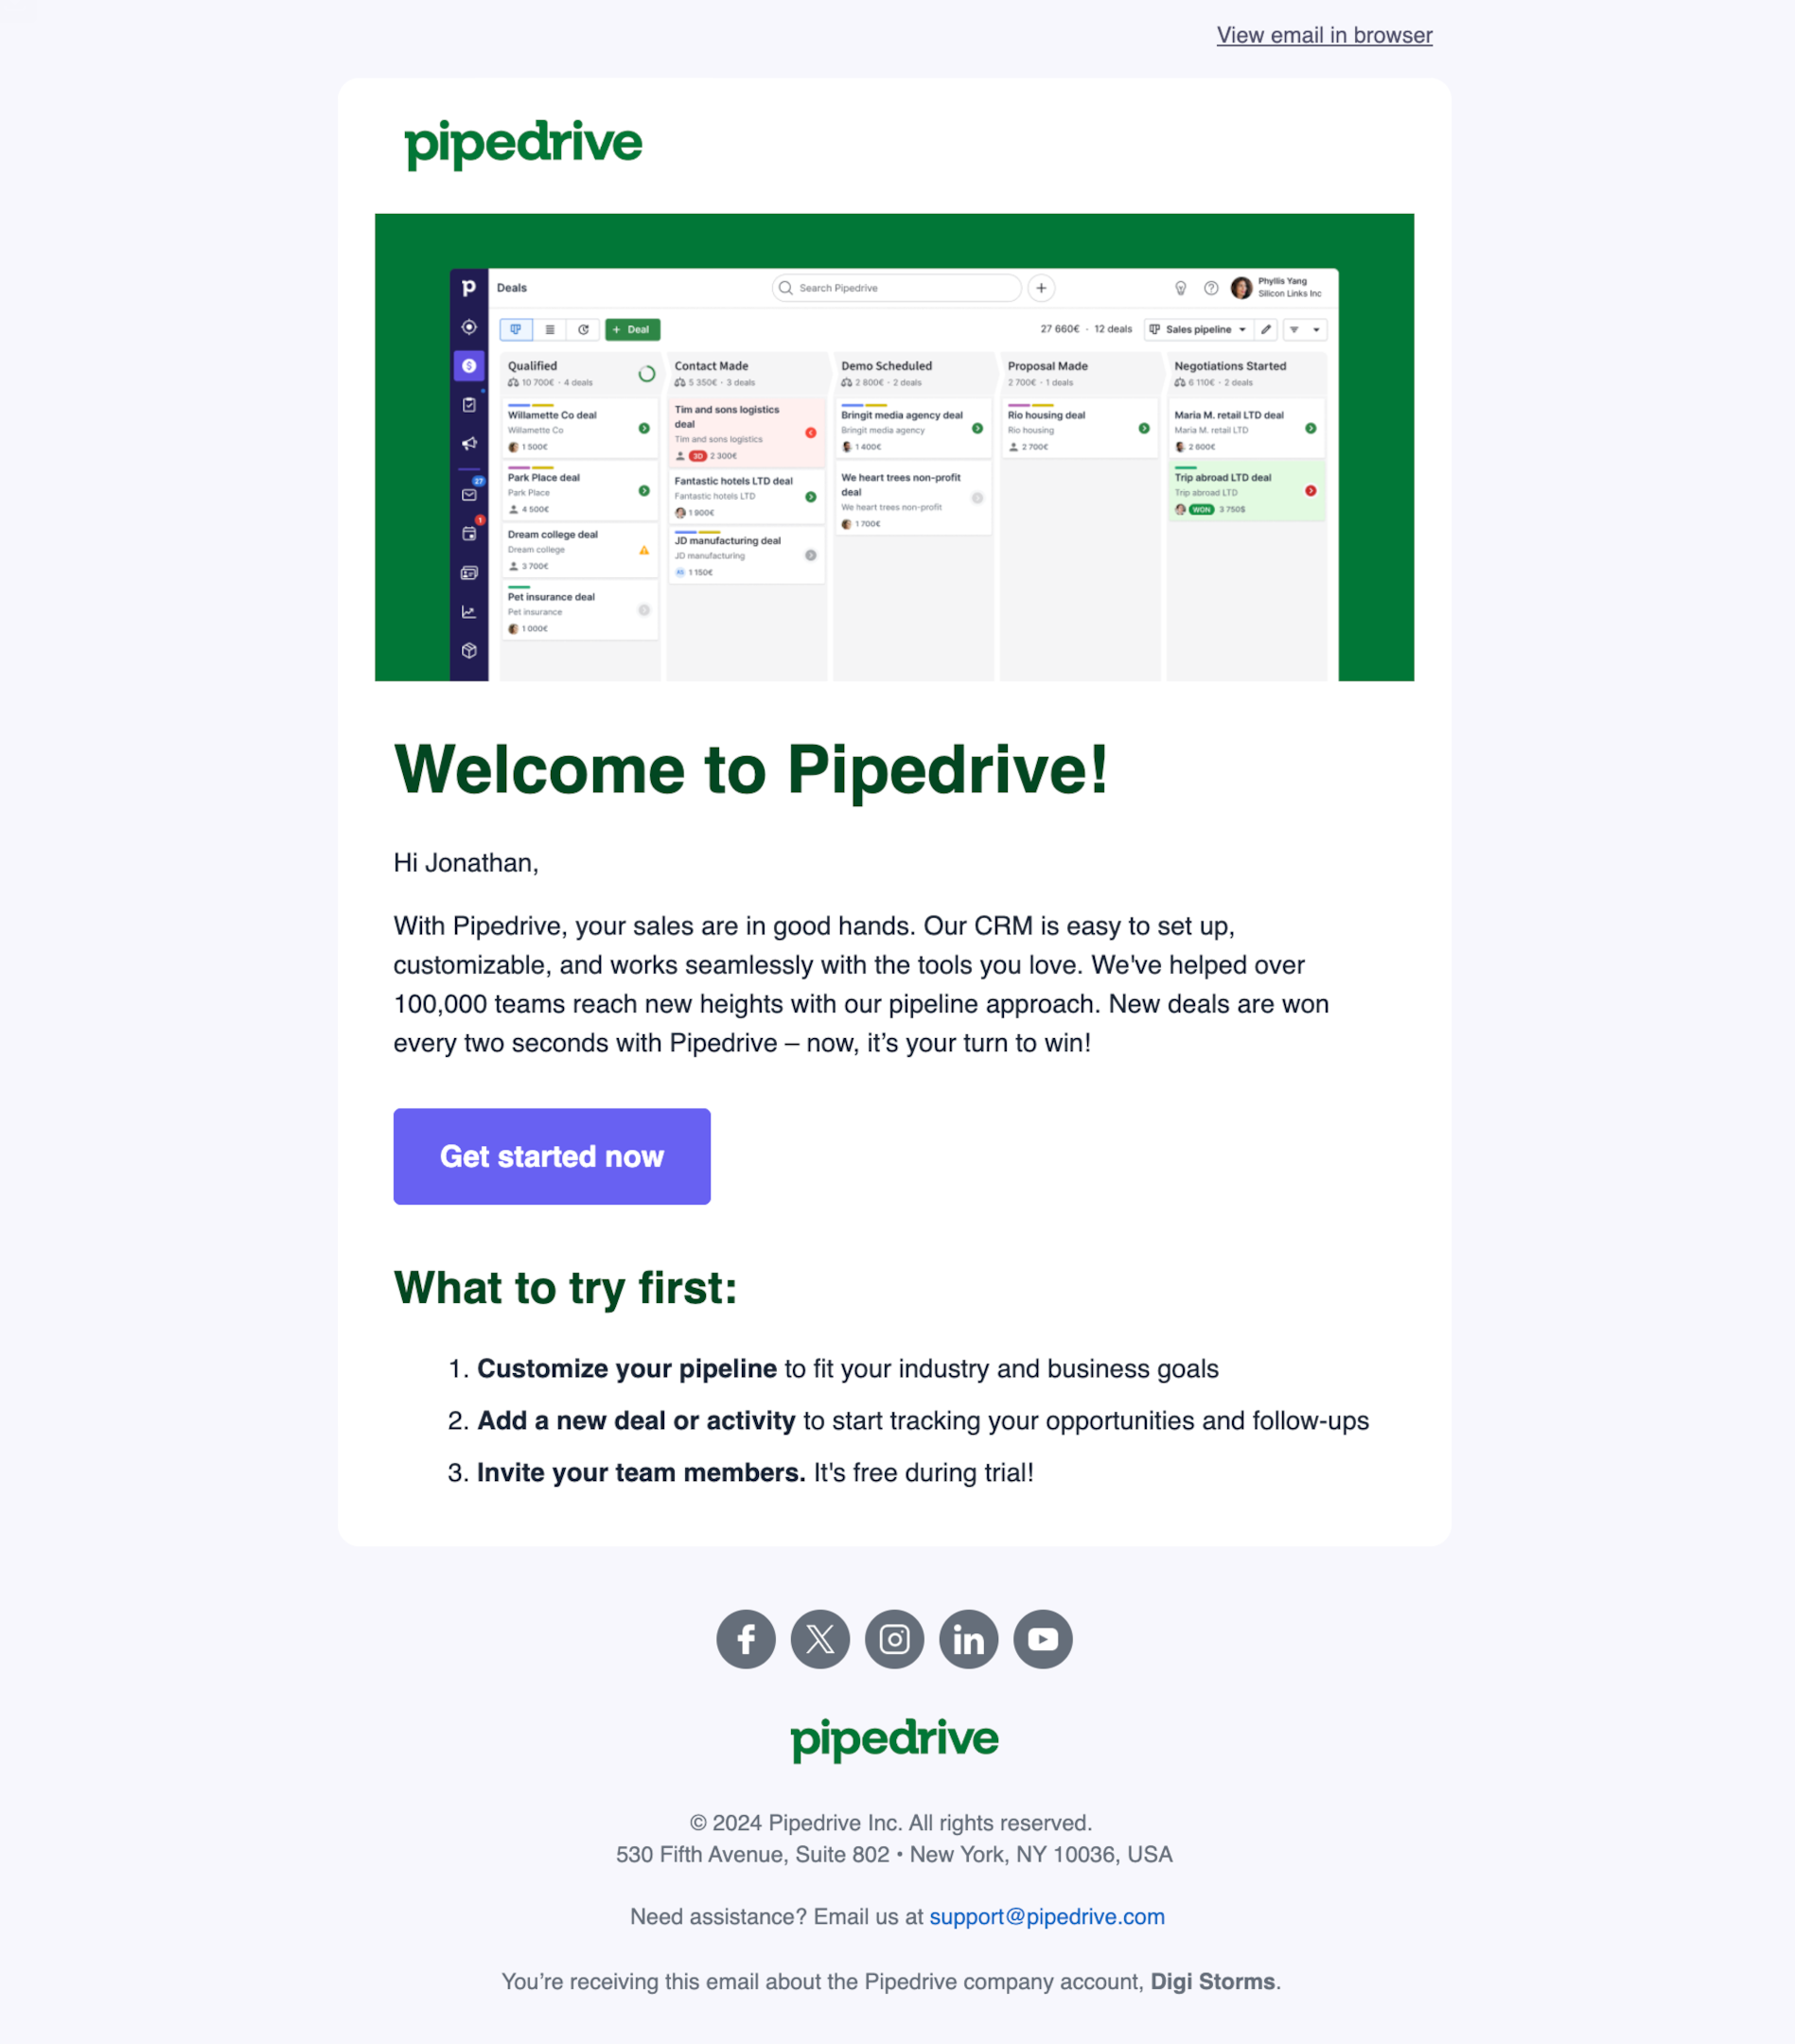 View email in browser
pipedrive
p Deals Search Pipedrive + Phyllis Yang
Silicon Links Inc
+ Deal 27 660€ · 12 deals Sales pipeline
Qualified
10 700€ · 4 deals
Willamette Co deal
Willamette Co
1 500€
Park Place deal
Park Place
4 500€
Dream college deal
Dream college
3 700€
Pet insurance deal
Pet insurance
1 000€
Contact Made
5 350€ · 3 deals
Tim and sons logistics
deal
Tim and sons logistics
3D 2 300€
Fantastic hotels LTD deal
Fantastic hotels LTD
1 900€
JD manufacturing deal
JD manufacturing
1 150€
Demo Scheduled
2 800€ · 2 deals
Bringit media agency deal
Bringit media agency
1 400€
We heart trees non-profit
deal
We heart trees non-profit
1 700€
Proposal Made
2 700€ · 1 deals
Rio housing deal
Rio housing
2 700€
Negotiations Started
6 110€ · 2 deals
Maria M. retail LTD deal
Maria M. retail LTD
2 600€
Trip abroad LTD deal
Trip abroad LTD
WON 3 750$
27
1
Welcome to Pipedrive!
Hi Jonathan,
With Pipedrive, your sales are in good hands. Our CRM is easy to set up,
customizable, and works seamlessly with the tools you love. We've helped over
100,000 teams reach new heights with our pipeline approach. New deals are won
every two seconds with Pipedrive – now, it’s your turn to win!
Get started now
What to try first:
1. Customize your pipeline to fit your industry and business goals
2. Add a new deal or activity to start tracking your opportunities and follow-ups
3. Invite your team members. It's free during trial!
pipedrive
© 2024 Pipedrive Inc. All rights reserved.
530 Fifth Avenue, Suite 802 • New York, NY 10036, USA
Need assistance? Email us at support@pipedrive.com
You’re receiving this email about the Pipedrive company account, Digi Storms.